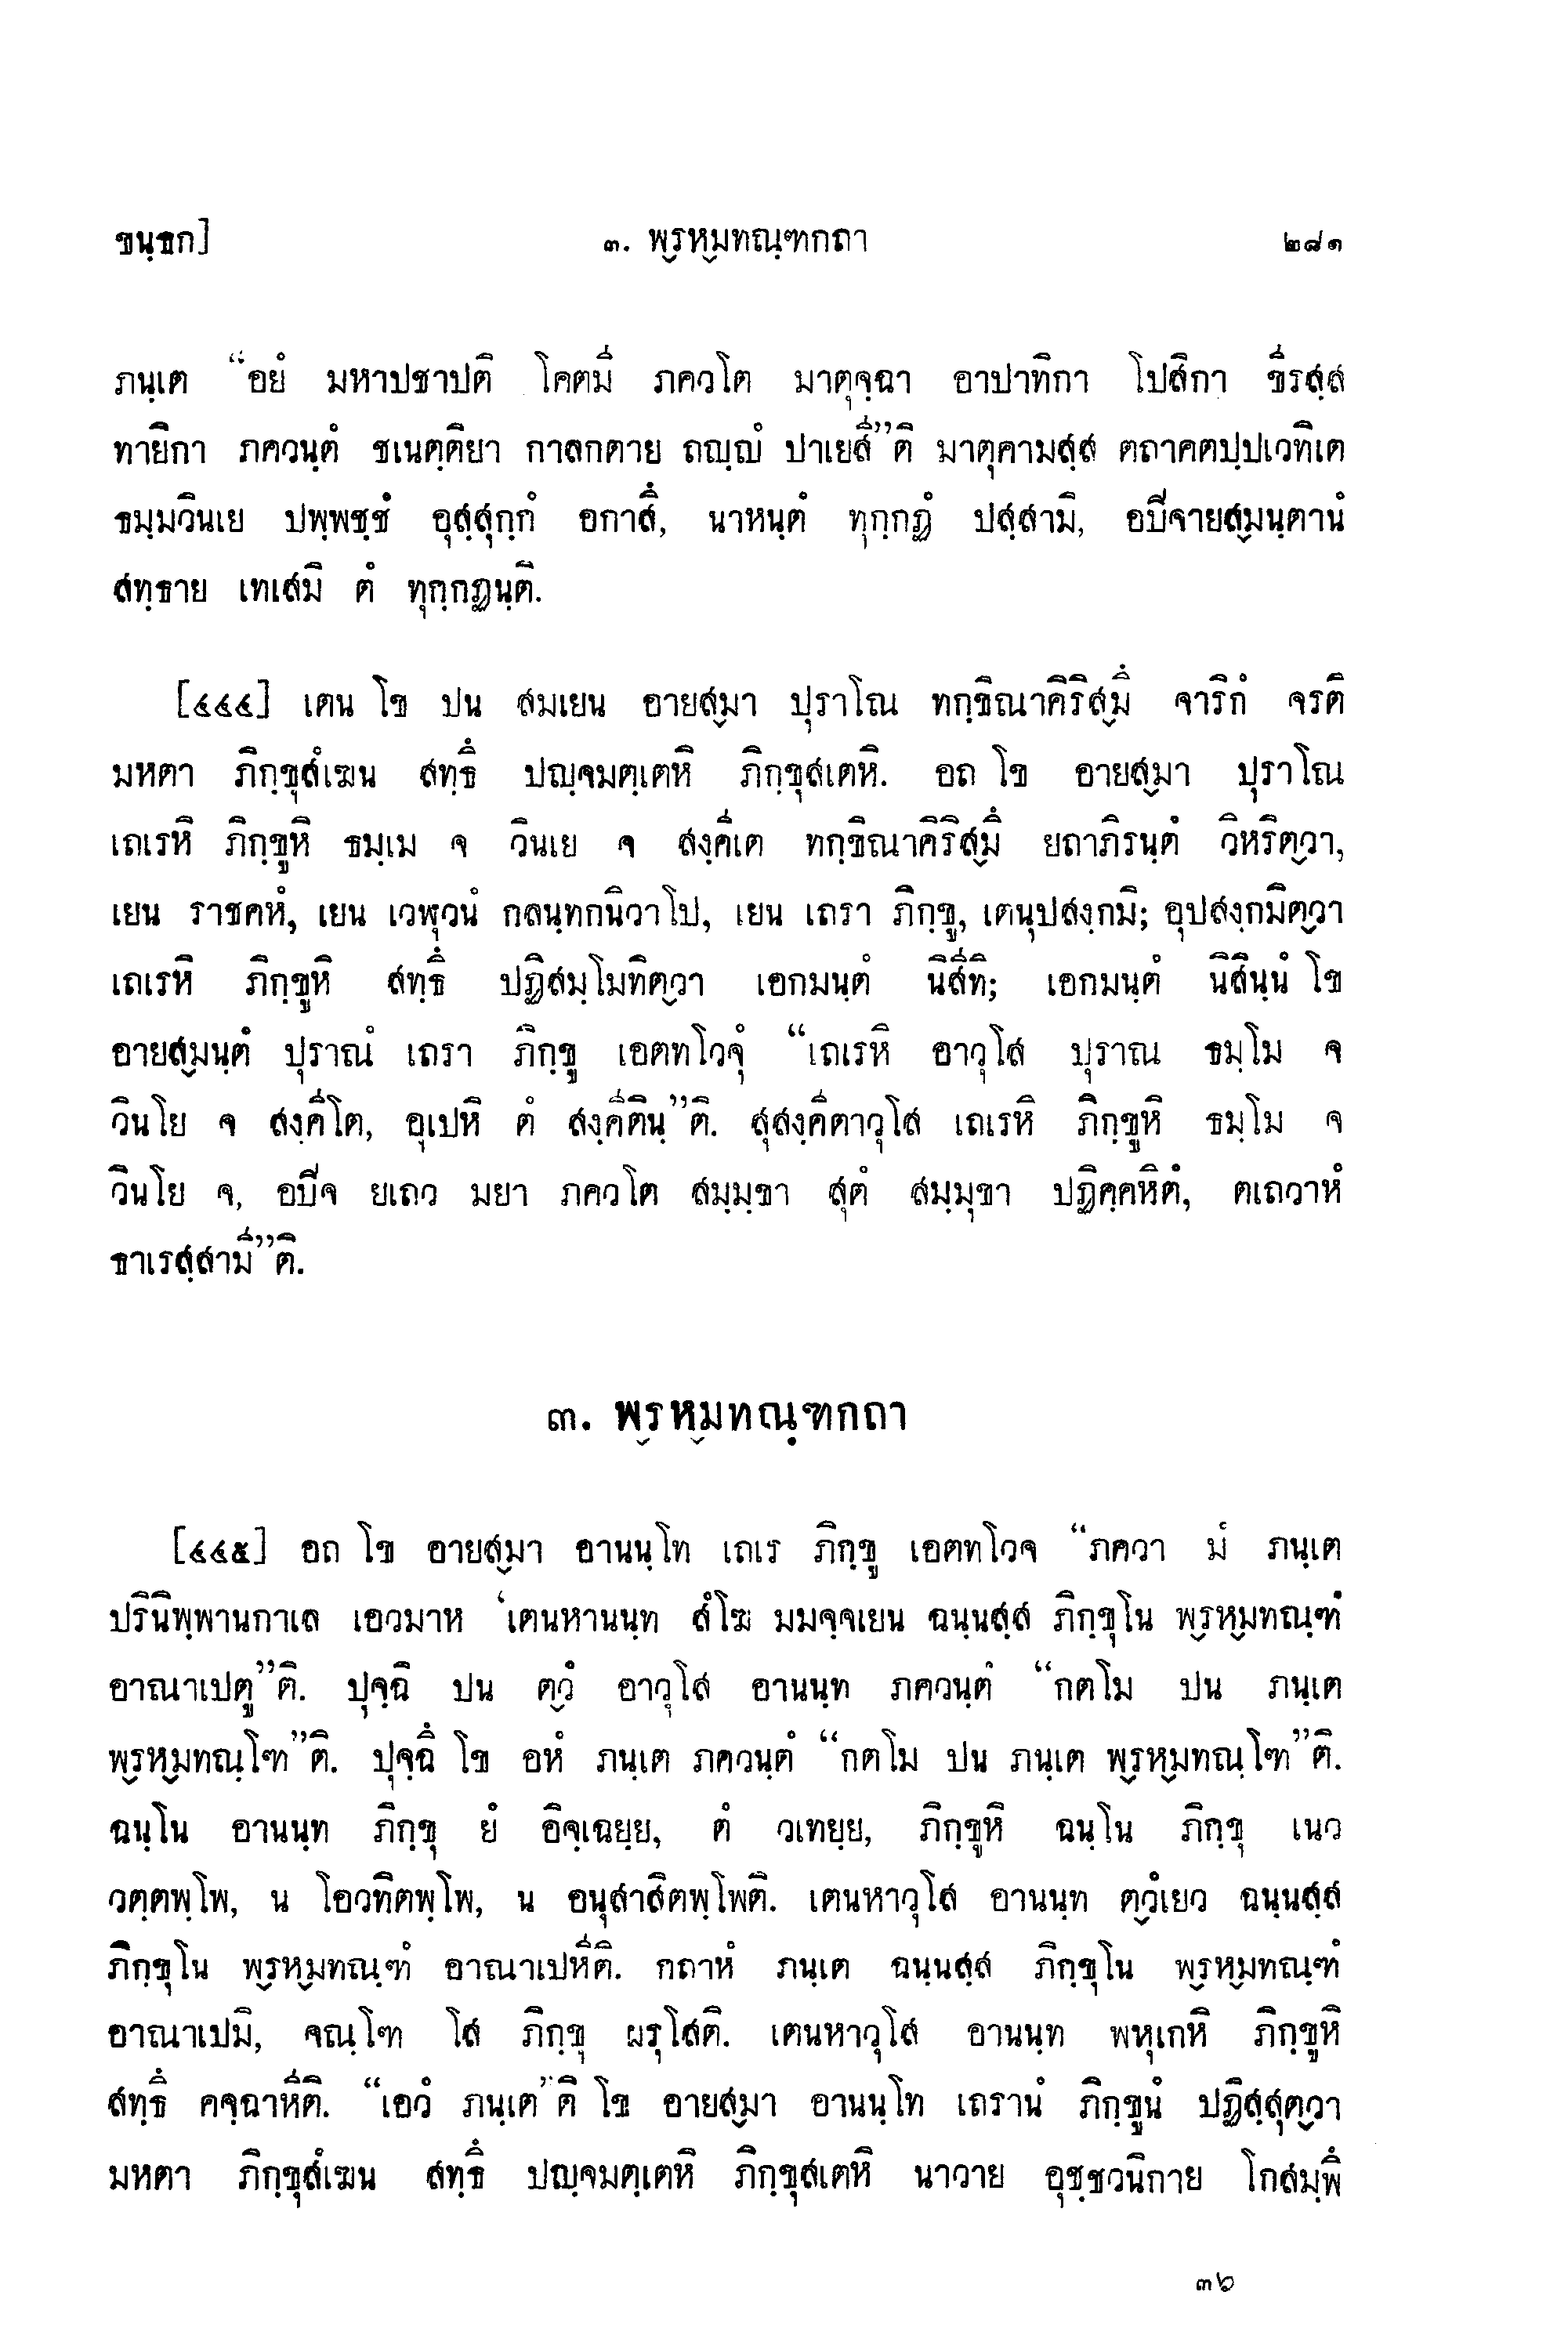 ขนฺธก]
๓. พฺรหฺมทณฺฑกถา
๒๘๑
ภนฺเต “อยํ มหาปชาปติ โคตมี ภควโต มาตุจฺฉา อาปาทิกา โปสิกา ขีรสฺส
ทายิกา ภควนฺตํ ชเนตฺติยา กาลกตาย ถญฺญํ ปาเยสี”ติ มาตุคามสฺส ตถาคตปฺปเวทิเต
ธมฺมวินเย ปพฺพชฺชํ อุสฺสุกฺกํ อกาสึ, นาหนฺตํ ทุกฺกฏํ ปสฺสามิ, อปิจายสฺมนฺตานํ
สทฺธาย เทเสมิ ตํ ทุกฺกฏนฺติ.
[๔๔๔] เตน โข ปน สมเยน อายสฺมา ปุราโณ ทกฺขิณาคิริสฺมึ จาริกํ จรติ
มหตา ภิกฺขุสํเฆน สทฺธึ ปญฺจมตฺเตหิ ภิกฺขุสเตหิ. อถ โข อายสฺมา ปุราโณ
เถเรหิ ภิกฺขูหิ ธมฺเม จ วินเย จ สงฺคีเต ทกฺขิณาคิริสฺมึ ยถาภิรนฺตํ วิหริตฺวา,
เยน ราชคหํ, เยน เวฬุวนํ กลนฺทกนิวาโป, เยน เถรา ภิกฺขู, เตนุปสงฺกมิ; อุปสงฺกมิตฺวา
เถเรหิ ภิกฺขูหิ สทฺธึ ปฏิสมฺโมทิตฺวา เอกมนฺตํ นิสีทิ; เอกมนฺตํ นิสินฺนํ โข
อายสฺมนฺตํ ปุราณํ เถรา ภิกฺขู เอตทโวจุํ “เถเรหิ อาวุโส ปุราณ ธมฺโม จ
วินโย จ สงฺคีโต, อุเปหิ ตํ สงฺคีตินฺ”ติ. สุสงฺคีตาวุโส เถเรหิ ภิกฺขูหิ ธมฺโม จ
วินโย จ, อปิจ ยเถว มยา ภควโต สมฺมฺขา สุตํ สมฺมุขา ปฏิคฺคหิตํ, ตเถวาหํ
ธาเรสฺสามี”ติ.
๓. พฺรหฺมทณฺฑกถา
[๔๔๕] อถ โข อายสฺมา อานนฺโท เถเร ภิกฺขู เอตทโวจ “ภควา มํ ภนฺเต
ปรินิพฺพานกาเล เอวมาห ‘เตนหานนฺท สํโฆ มมจฺจเยน ฉนฺนสฺส ภิกฺขุโน พฺรหฺมทณฺฑํ
อาณาเปตู”ติ. ปุจฺฉิ ปน ตฺวํ อาวุโส อานนฺท ภควนฺตํ “กตโม ปน ภนฺเต
พฺรหฺมทณฺโฑ”ติ. ปุจฺฉึ โข อหํ ภนฺเต ภควนฺตํ “กตโม ปน ภนฺเต พฺรหฺมทณฺโฑ”ติ.
ฉนฺโน อานนฺท ภิกฺขุ ยํ อิจฺเฉยฺย, ตํ วเทยฺย, ภิกฺขูหิ ฉนฺโน ภิกฺขุ เนว
วตฺตพฺโพ, น โอวทิตพฺโพ, น อนุสาสิตพฺโพติ. เตนหาวุโส อานนฺท ตฺวํเยว ฉนฺนสฺส
ภิกฺขุโน พฺรหฺมทณฺฑํ อาณาเปหีติ. กถาหํ ภนฺเต ฉนฺนสฺส ภิกฺขุโน พฺรหฺมทณฺฑํ
อาณาเปมิ, จณฺโฑ โส ภิกฺขุ ผรุโสติ. เตนหาวุโส อานนฺท พหุเกหิ ภิกฺขูหิ
สทฺธึ คจฺฉาหีติ. “เอวํ ภนฺเต”ติ โข อายสฺมา อานนฺโท เถรานํ ภิกฺขูนํ ปฏิสฺสุตฺวา
มหตา ภิกฺขุสํเฆน สทฺธึ ปญฺจมตฺเตหิ ภิกฺขุสเตหิ นาวาย อุชฺชวนิกาย โกสมฺพึ
๓๖